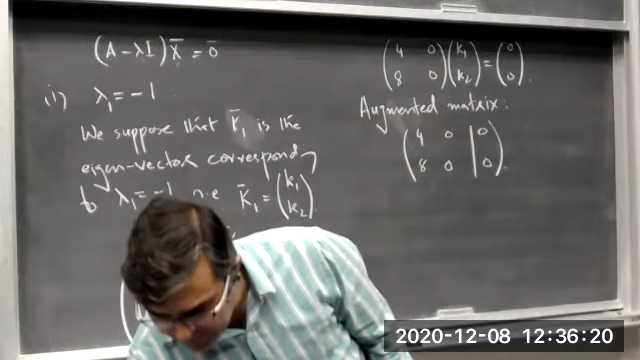 (A - λI) X̄ = ō
i) λ₁ = -1 :
We suppose that K̄₁ is the
eigen-vector correspond
to λ₁ = -1 i.e K̄₁ = (k₁
k₂).
(4 0
8 0) (k₁
k₂) = (0
0).
Augmented matrix:
(4 0 | 0
8 0 | 0).
2020-12-08 12:36:20